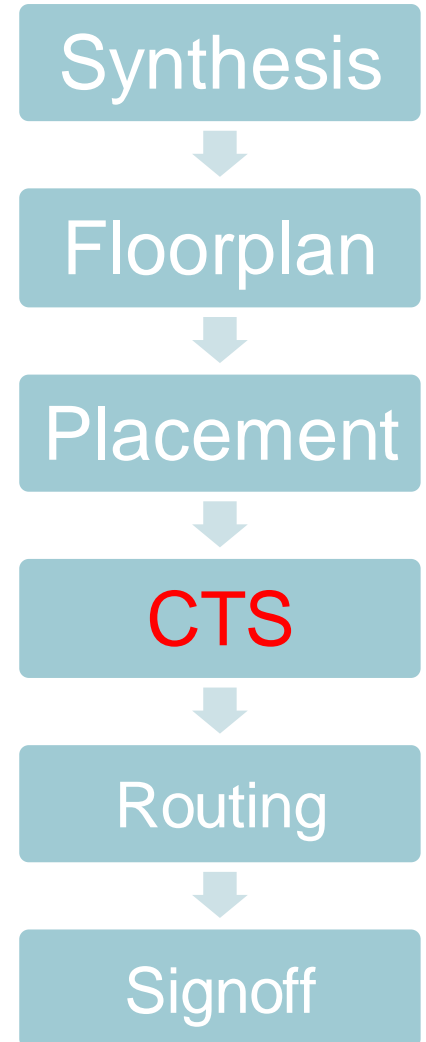 Synthesis
Floorplan
Placement
CTS
Routing
Signoff